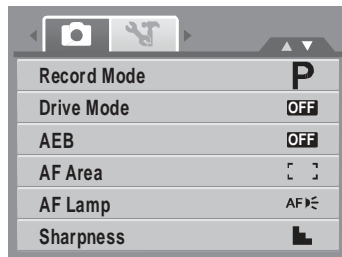 Record Mode P
Drive Mode OFF
AEB OFF
AF Area
AF Lamp AF
Sharpness